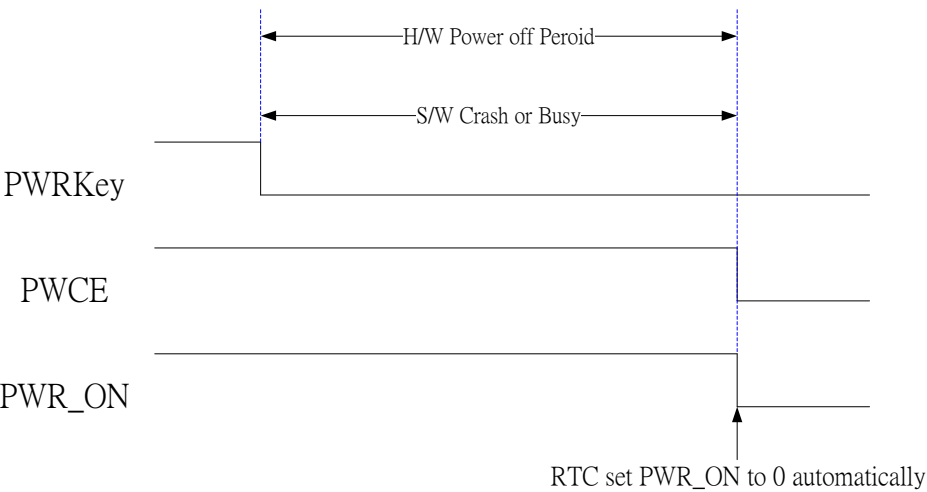 H/W Power off Peroid
S/W Crash or Busy
PWRKey
PWCE
PWR_ON
RTC set PWR_ON to 0 automatically